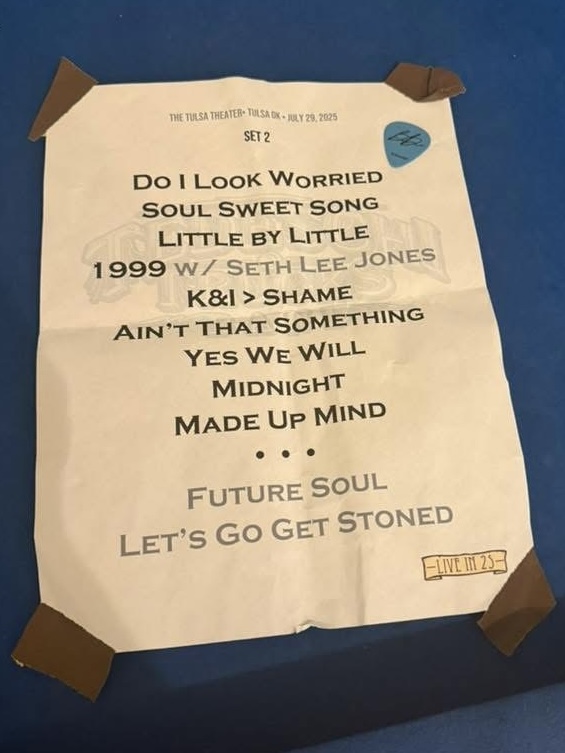 THE TULSA THEATER• TULSA OK • JULY 29, 2025
SET 2
DO I LOOK WORRIED
SOUL SWEET SONG
LITTLE BY LITTLE
1999 W/ SETH LEE JONES
K&I > SHAME
AIN'T THAT SOMETHING
YES WE WILL
MIDNIGHT
MADE UP MIND
• • •
FUTURE SOUL
LET'S GO GET STONED
LIVE IN 25